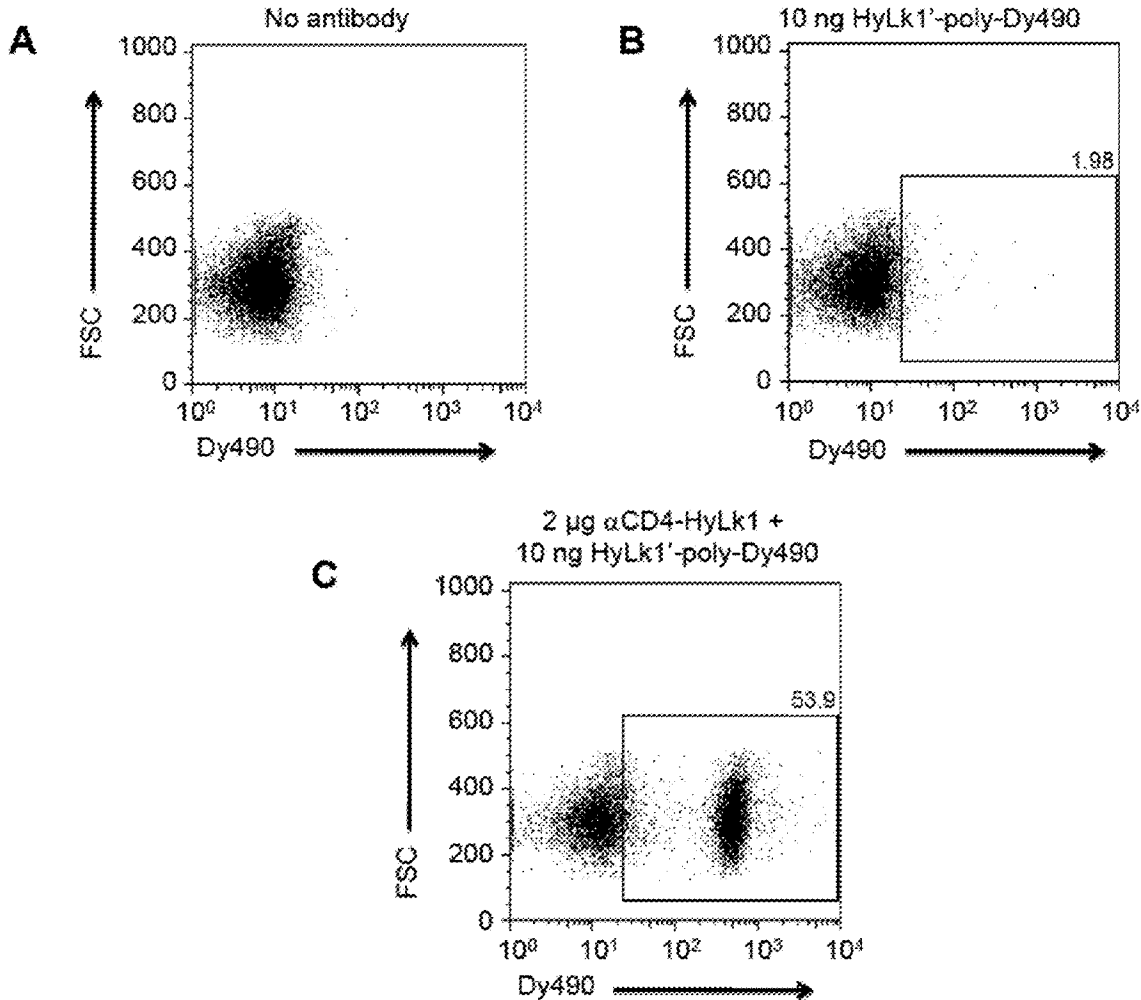 A
No antibody
1000
800
600
400
200
0
FSC
10⁰ 10¹ 10² 10³ 10⁴
Dy490
B
10 ng HyLk1'-poly-Dy490
1000
800
600
400
200
0
FSC
1.98
10⁰ 10¹ 10² 10³ 10⁴
Dy490
C
2 µg αCD4-HyLk1 +
10 ng HyLk1'-poly-Dy490
1000
800
600
400
200
0
FSC
53.9
10⁰ 10¹ 10² 10³ 10⁴
Dy490